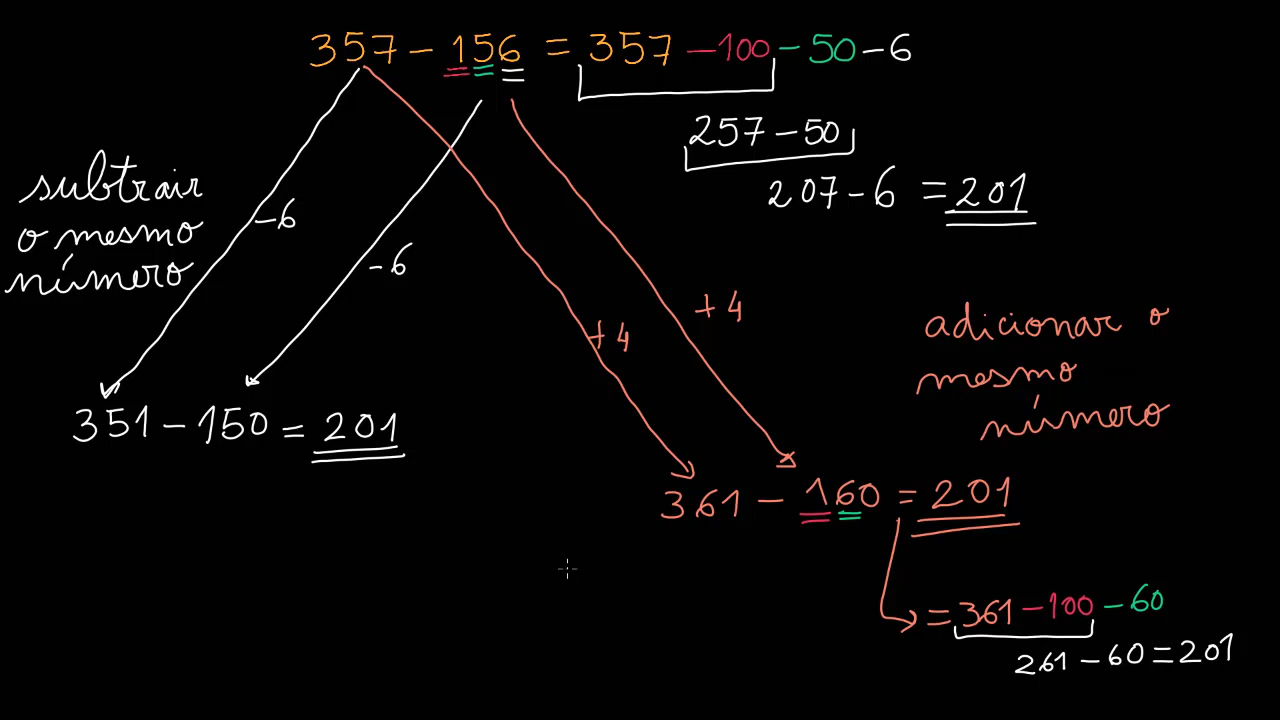 357 - 156 = 357 - 100 - 50 - 6
257 - 50
207 - 6 = 201
subtrair
o mesmo
número
- 6
- 6
+ 4
+ 4
351 - 150 = 201
adicionar o
mesmo
número
361 - 160 = 201
= 361 - 100 - 60
261 - 60 = 201